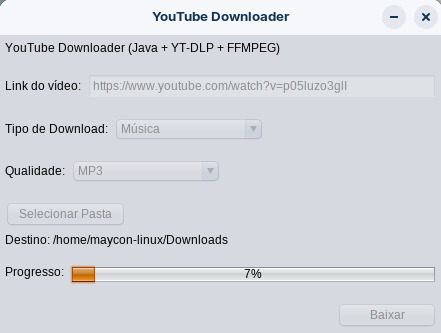 YouTube Downloader
YouTube Downloader (Java + YT-DLP + FFMPEG)
Link do vídeo: https://www.youtube.com/watch?v=p05Iuzo3gII
Tipo de Download: Música
Qualidade: MP3
Selecionar Pasta
Destino: /home/maycon-linux/Downloads
Progresso: 7%
Baixar